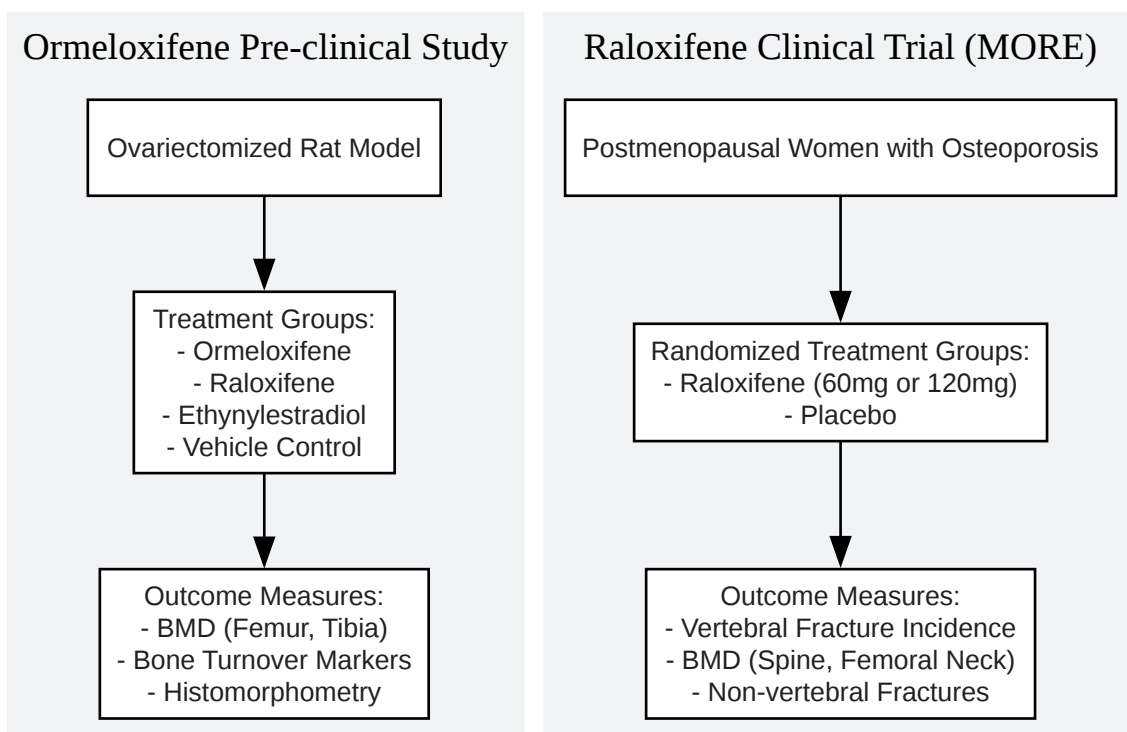 Ormeloxifene Pre-clinical Study
Ovariectomized Rat Model
Treatment Groups:
- Ormeloxifene
- Raloxifene
- Ethynylestradiol
- Vehicle Control
Outcome Measures:
- BMD (Femur, Tibia)
- Bone Turnover Markers
- Histomorphometry
Raloxifene Clinical Trial (MORE)
Postmenopausal Women with Osteoporosis
Randomized Treatment Groups:
- Raloxifene (60mg or 120mg)
- Placebo
Outcome Measures:
- Vertebral Fracture Incidence
- BMD (Spine, Femoral Neck)
- Non-vertebral Fractures